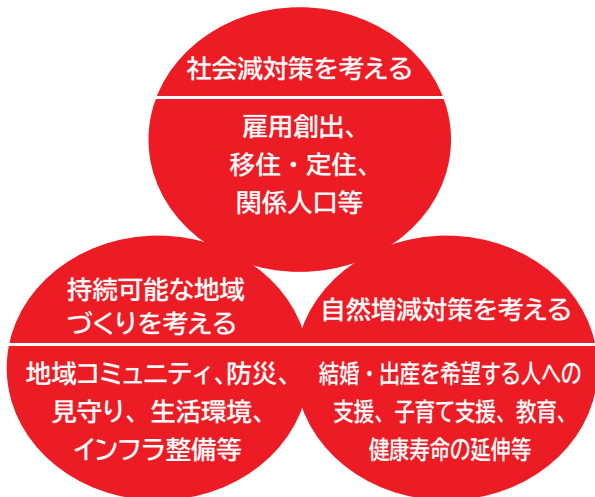 社会減対策を考える
雇用創出、
移住・定住、
関係人口等
持続可能な地域
づくりを考える
地域コミュニティ、防災、
見守り、生活環境、
インフラ整備等
自然増減対策を考える
結婚・出産を希望する人への
支援、子育て支援、教育、
健康寿命の延伸等